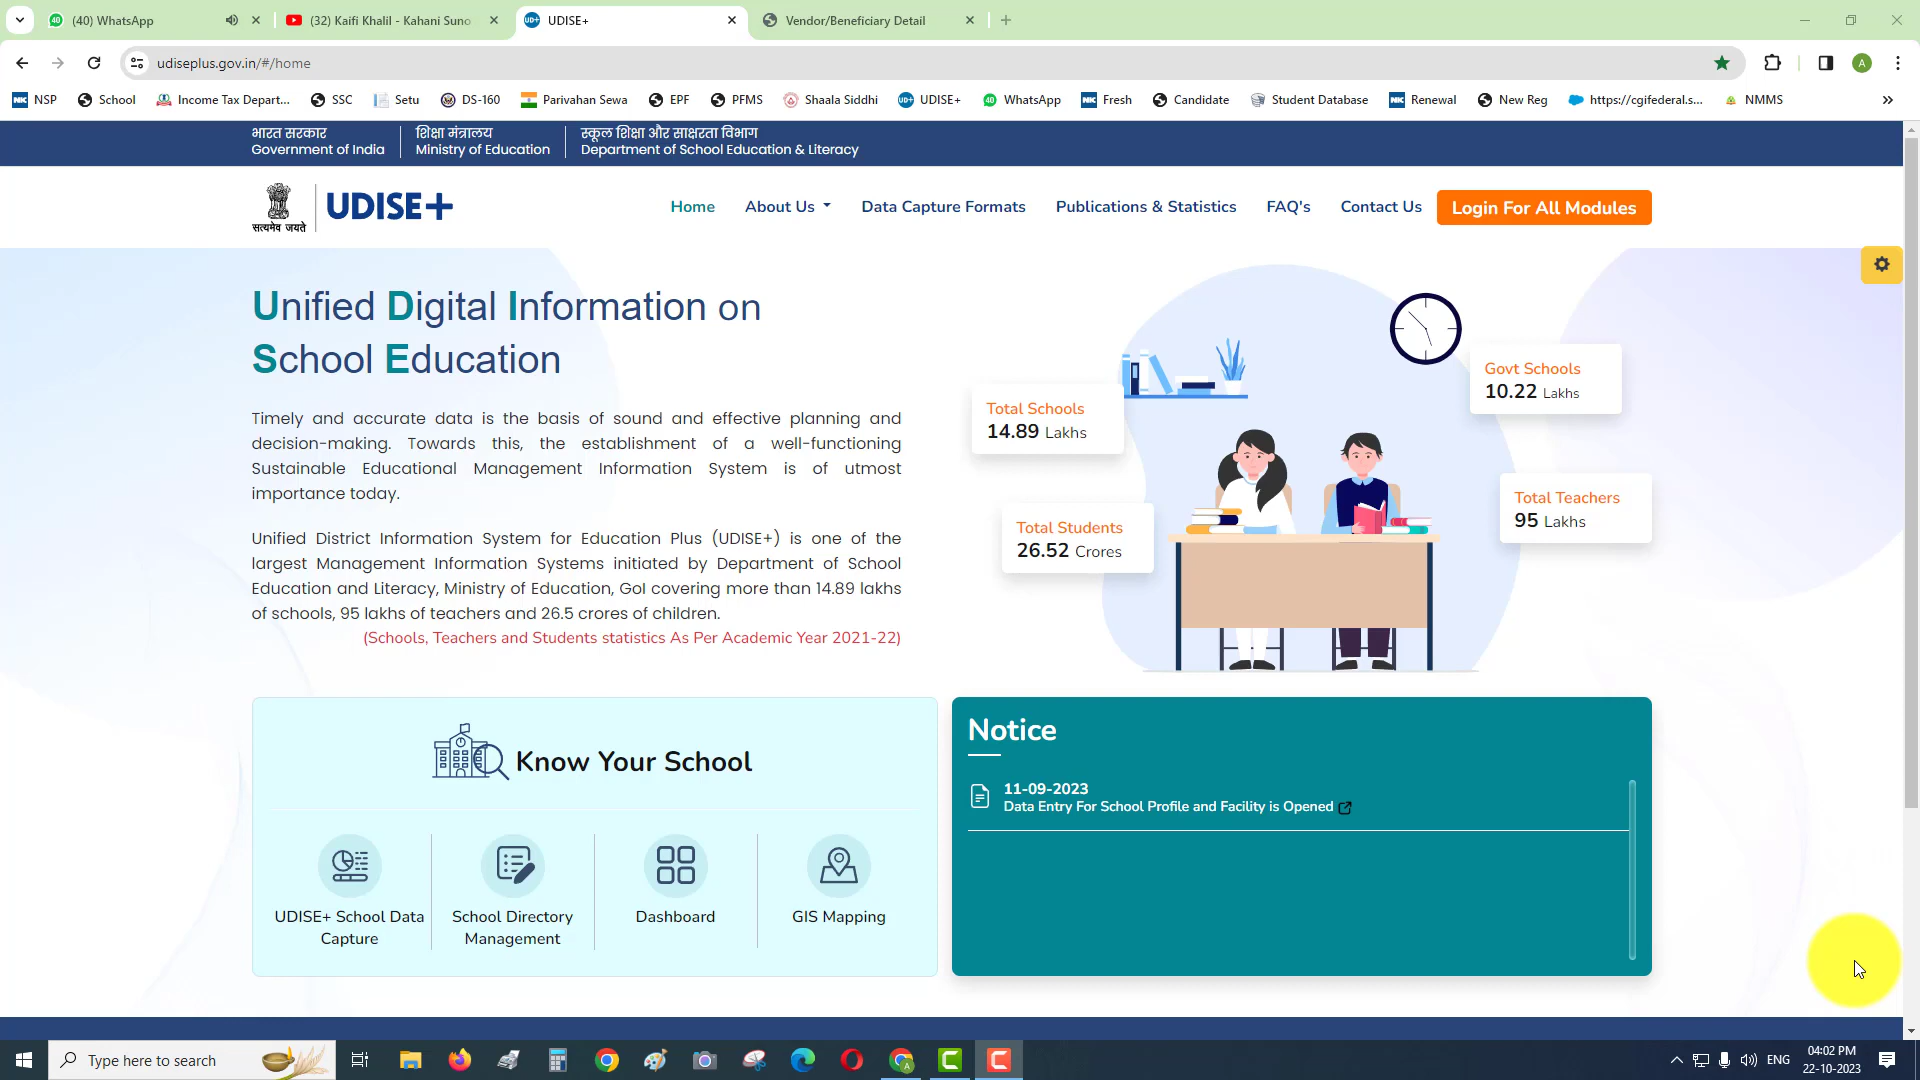 (40) WhatsApp
(32) Kaifi Khalil - Kahani Suno
UDISE+
Vendor/Beneficiary Detail
udiseplus.gov.in/#/home
A
NSP
School
Income Tax Depart...
SSC
Setu
DS-160
Parivahan Sewa
EPF
PFMS
Shaala Siddhi
UDISE+
WhatsApp
Fresh
Candidate
Student Database
Renewal
New Reg
https://cgifederal.s...
NMMS
भारत सरकार
Government of India
शिक्षा मंत्रालय
Ministry of Education
स्कूल शिक्षा और साक्षरता विभाग
Department of School Education & Literacy
सत्यमेव जयते
UDISE+
Home
About Us
Data Capture Formats
Publications & Statistics
FAQ's
Contact Us
Login For All Modules
Unified Digital Information on
School Education
Timely and accurate data is the basis of sound and effective planning and
decision-making. Towards this, the establishment of a well-functioning
Sustainable Educational Management Information System is of utmost
importance today.
Unified District Information System for Education Plus (UDISE+) is one of the
largest Management Information Systems initiated by Department of School
Education and Literacy, Ministry of Education, GoI covering more than 14.89 lakhs
of schools, 95 lakhs of teachers and 26.5 crores of children.
(Schools, Teachers and Students statistics As Per Academic Year 2021-22)
Govt Schools
10.22 Lakhs
Total Schools
14.89 Lakhs
Total Teachers
95 Lakhs
Total Students
26.52 Crores
Know Your School
UDISE+ School Data
Capture
School Directory
Management
Dashboard
GIS Mapping
Notice
11-09-2023
Data Entry For School Profile and Facility is Opened
Type here to search
ENG
04:02 PM
22-10-2023